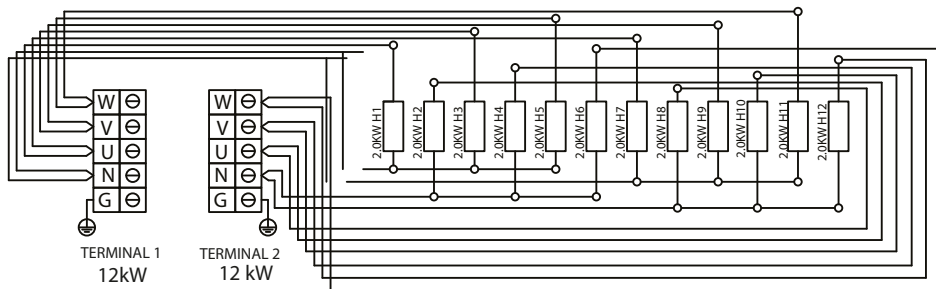 W
V
U
N
G
TERMINAL 1
12kW
W
V
U
N
G
TERMINAL 2
12 kW
2,0KW H1
2,0KW H2
2,0KW H3
2,0KW H4
2,0KW H5
2,0KW H6
2,0KW H7
2,0KW H8
2,0KW H9
2,0KW H10
2,0KW H11
2,0KW H12